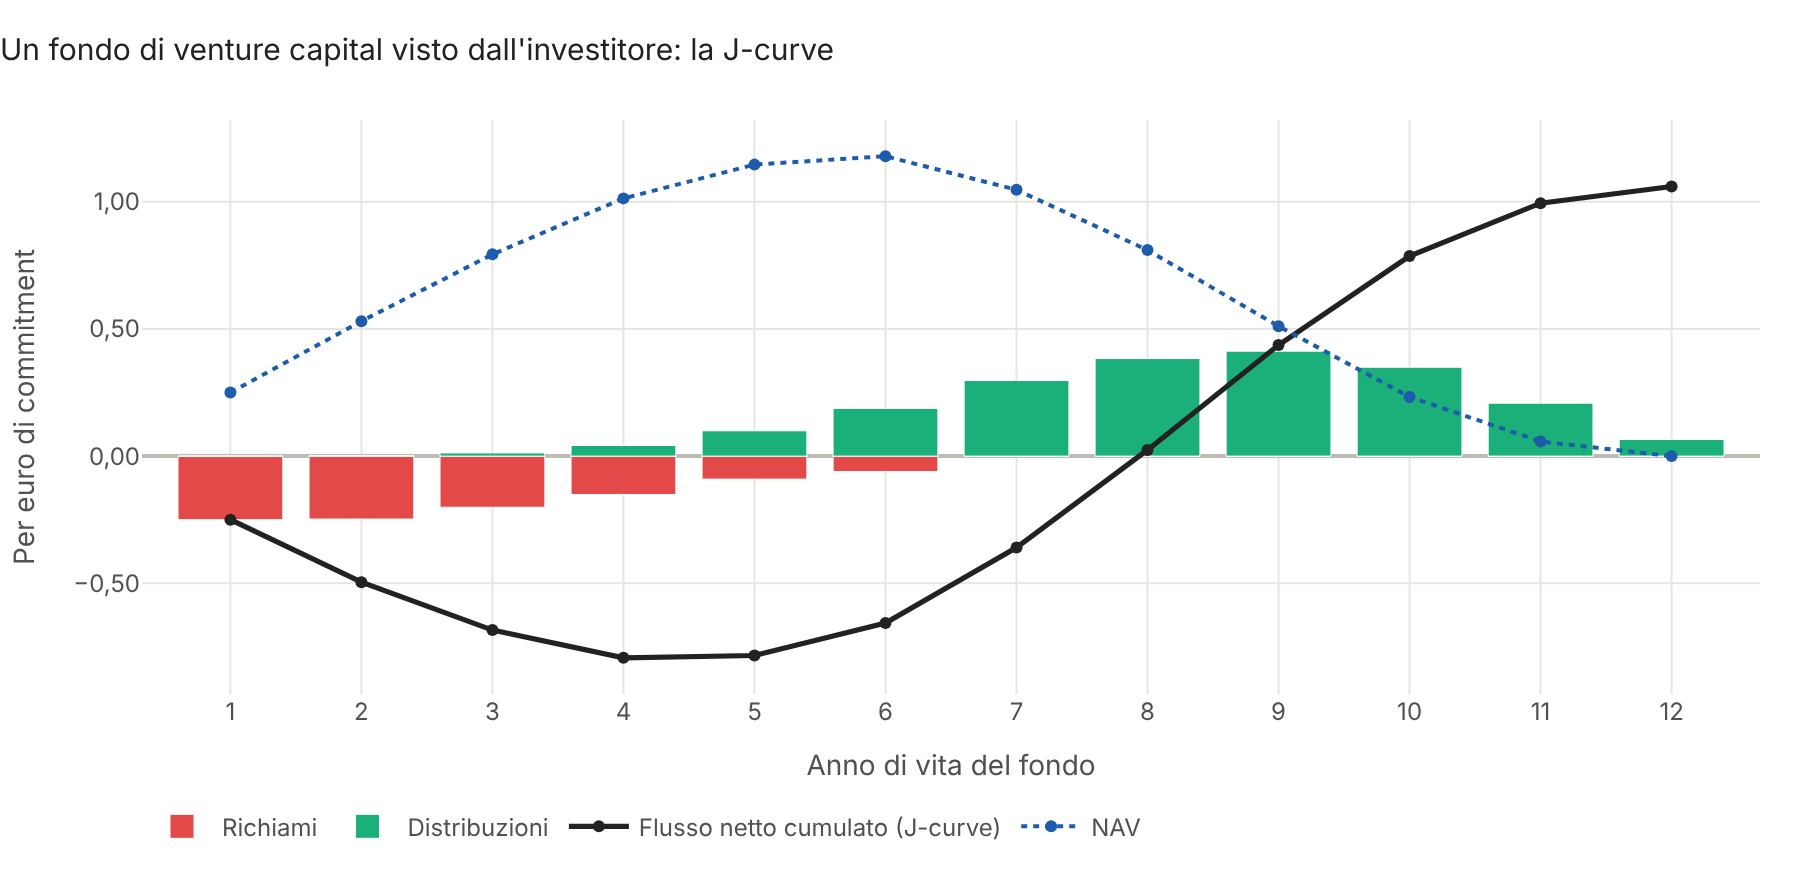 Un fondo di venture capital visto dall'investitore: la J-curve
Per euro di commitment
1,00
0,50
0,00
−0,50
1 2 3 4 5 6 7 8 9 10 11 12
Anno di vita del fondo
Richiami Distribuzioni Flusso netto cumulato (J-curve) NAV